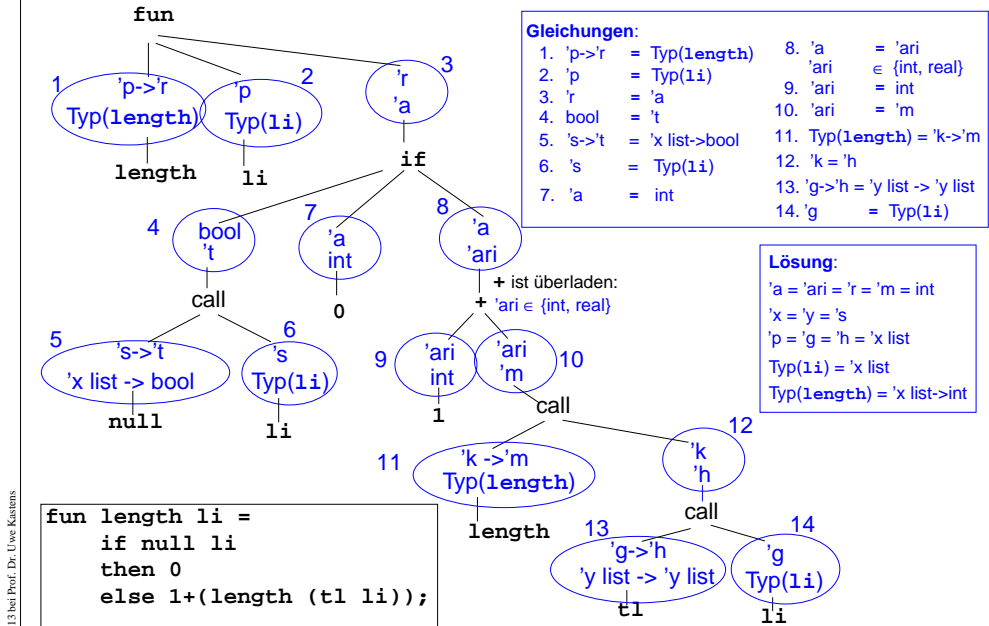 fun
1
'p->'r
Typ(length)
length
2
'p
Typ(li)
li
3
'r
'a
if
4
bool
't
call
5
's->'t
'x list -> bool
null
6
's
Typ(li)
li
7
'a
int
0
8
'a
'ari
+ ist überladen:
+ 'ari ∈ {int, real}
9
'ari
int
1
10
'ari
'm
call
11
'k ->'m
Typ(length)
length
12
'k
'h
call
13
'g->'h
'y list -> 'y list
tl
14
'g
Typ(li)
li
Gleichungen:
1. 'p->'r = Typ(length)
2. 'p = Typ(li)
3. 'r = 'a
4. bool = 't
5. 's->'t = 'x list->bool
6. 's = Typ(li)
7. 'a = int
8. 'a = 'ari
'ari ∈ {int, real}
9. 'ari = int
10. 'ari = 'm
11. Typ(length) = 'k->'m
12. 'k = 'h
13. 'g->'h = 'y list -> 'y list
14. 'g = Typ(li)
Lösung:
'a = 'ari = 'r = 'm = int
'x = 'y = 's
'p = 'g = 'h = 'x list
Typ(li) = 'x list
Typ(length) = 'x list->int
fun length li =
if null li
then 0
else 1+(length (tl li));
13 bei Prof. Dr. Uwe Kastens